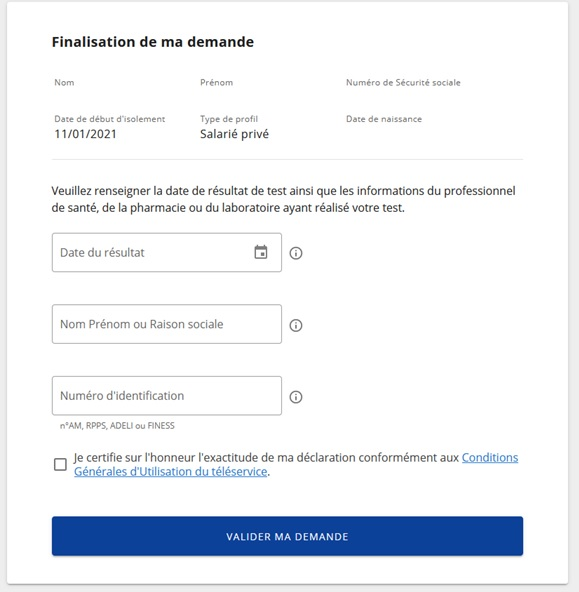 Finalisation de ma demande
Nom Prénom Numéro de Sécurité sociale
Date de début d'isolement Type de profil Date de naissance
11/01/2021 Salarié privé
Veuillez renseigner la date de résultat de test ainsi que les informations du professionnel
de santé, de la pharmacie ou du laboratoire ayant réalisé votre test.
Date du résultat
Nom Prénom ou Raison sociale
Numéro d'identification
n°AM, RPPS, ADELI ou FINESS
Je certifie sur l'honneur l'exactitude de ma déclaration conformément aux Conditions
Générales d'Utilisation du téléservice.
VALIDER MA DEMANDE